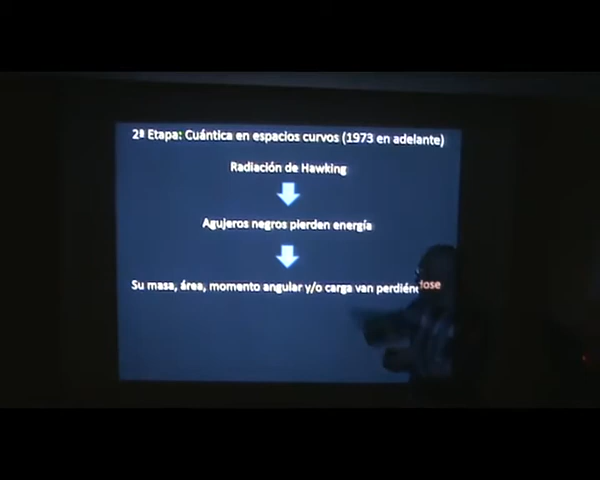 2ª Etapa: Cuántica en espacios curvos (1973 en adelante)
Radiación de Hawking
Agujeros negros pierden energía
Su masa, área, momento angular y/o carga van perdiéndose